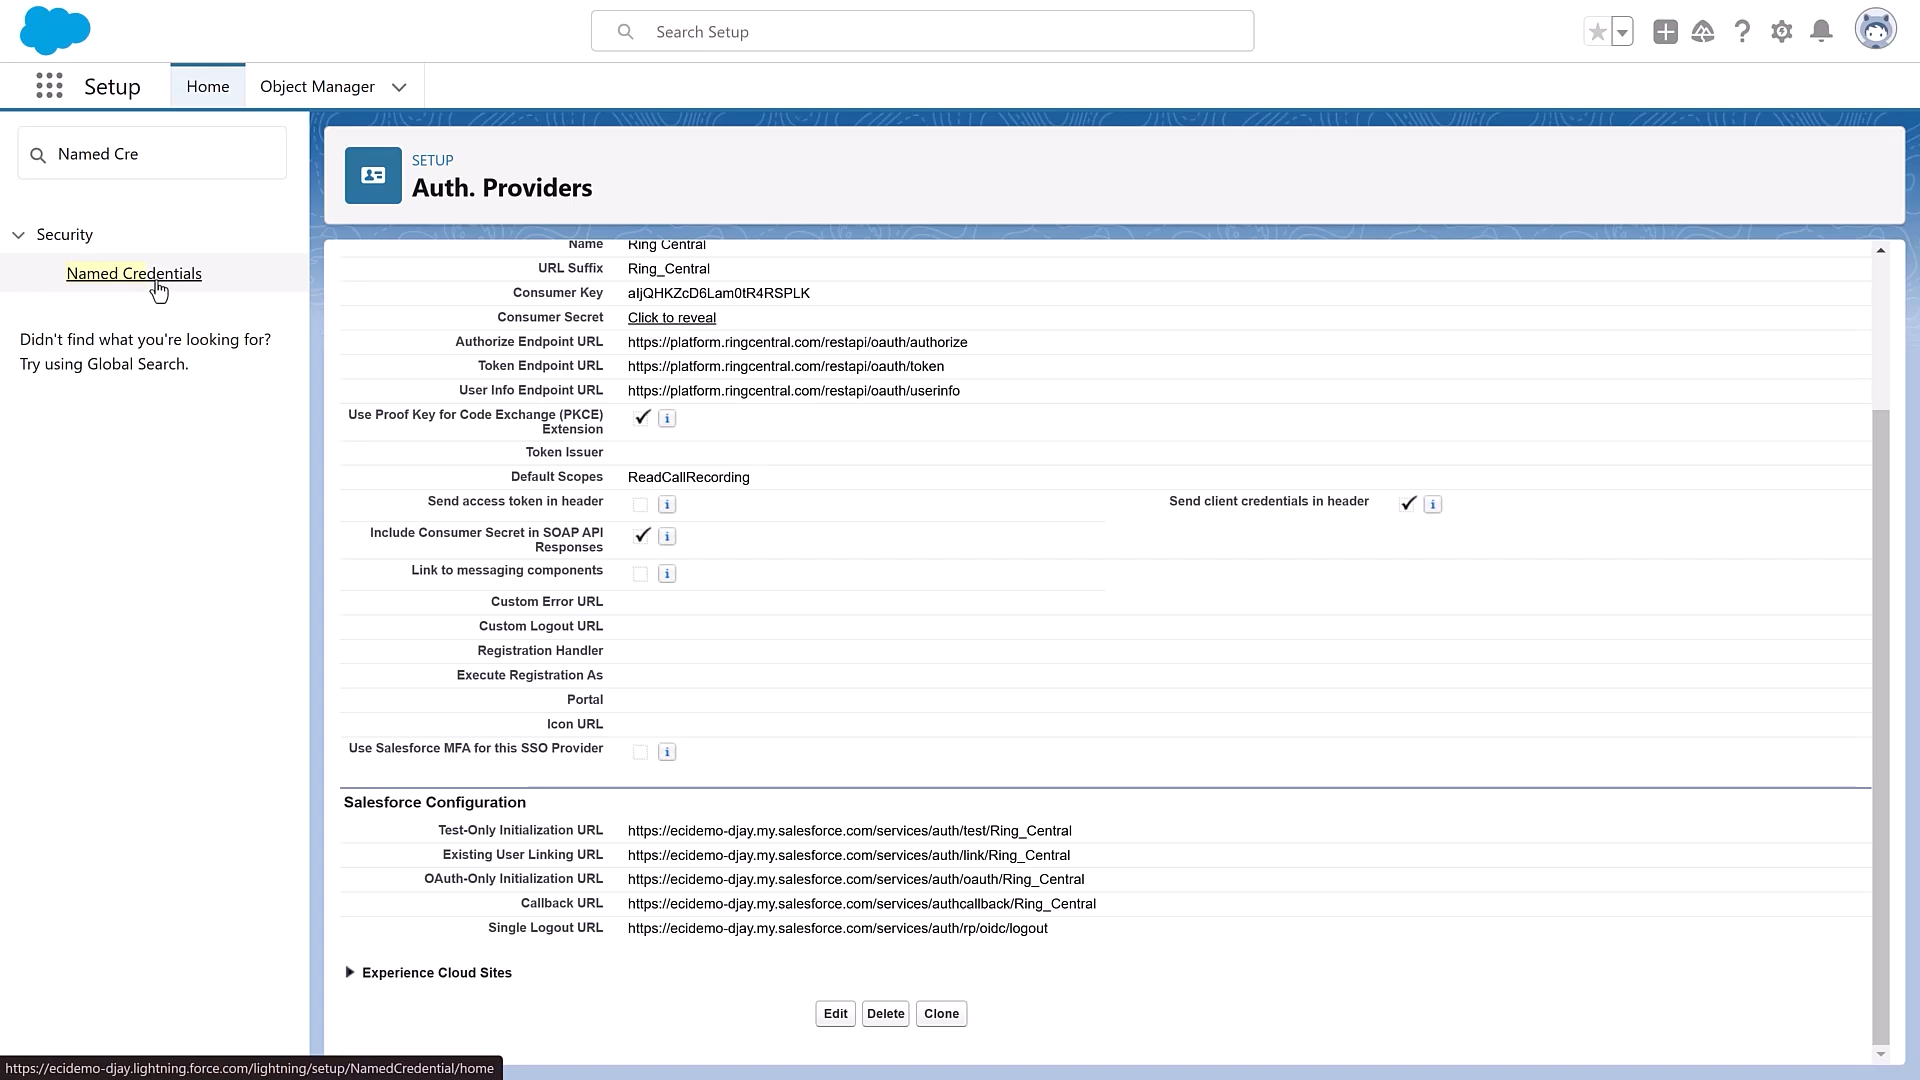 Search Setup
Setup
Home
Object Manager
Named Cre
Security
Named Credentials
Didn't find what you're looking for?
Try using Global Search.
SETUP
Auth. Providers
Name Ring Central
URL Suffix Ring_Central
Consumer Key aIjQHKZcD6Lam0tR4RSPLK
Consumer Secret Click to reveal
Authorize Endpoint URL https://platform.ringcentral.com/restapi/oauth/authorize
Token Endpoint URL https://platform.ringcentral.com/restapi/oauth/token
User Info Endpoint URL https://platform.ringcentral.com/restapi/oauth/userinfo
Use Proof Key for Code Exchange (PKCE)
Extension
Token Issuer
Default Scopes ReadCallRecording
Send access token in header Send client credentials in header
Include Consumer Secret in SOAP API
Responses
Link to messaging components
Custom Error URL
Custom Logout URL
Registration Handler
Execute Registration As
Portal
Icon URL
Use Salesforce MFA for this SSO Provider
Salesforce Configuration
Test-Only Initialization URL https://ecidemo-djay.my.salesforce.com/services/auth/test/Ring_Central
Existing User Linking URL https://ecidemo-djay.my.salesforce.com/services/auth/link/Ring_Central
OAuth-Only Initialization URL https://ecidemo-djay.my.salesforce.com/services/auth/oauth/Ring_Central
Callback URL https://ecidemo-djay.my.salesforce.com/services/authcallback/Ring_Central
Single Logout URL https://ecidemo-djay.my.salesforce.com/services/auth/rp/oidc/logout
Experience Cloud Sites
Edit Delete Clone
https://ecidemo-djay.lightning.force.com/lightning/setup/NamedCredential/home